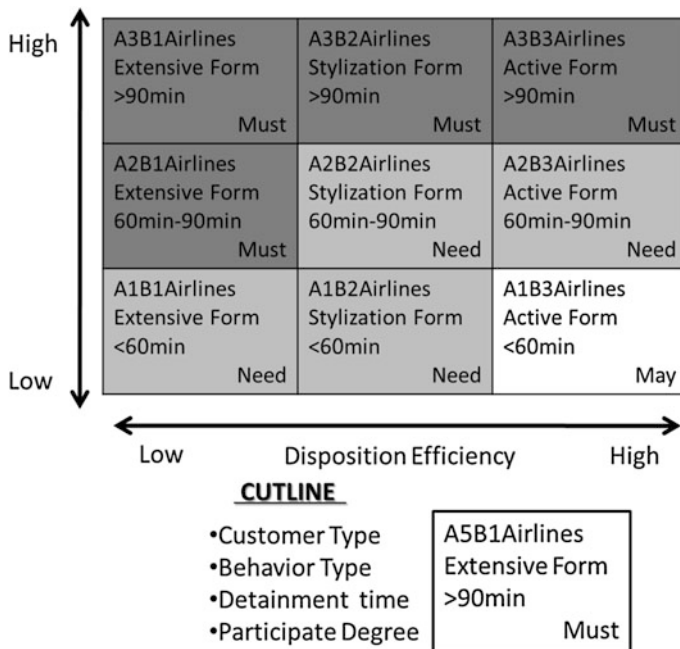 High
A3B1Airlines
Extensive Form
>90min
Must
A3B2Airlines
Stylization Form
>90min
Must
A3B3Airlines
Active Form
>90min
Must
A2B1Airlines
Extensive Form
60min-90min
Must
A2B2Airlines
Stylization Form
60min-90min
Need
A2B3Airlines
Active Form
60min-90min
Need
A1B1Airlines
Extensive Form
<60min
Need
A1B2Airlines
Stylization Form
<60min
Need
A1B3Airlines
Active Form
<60min
May
Low
Low Disposition Efficiency High
CUTLINE
•Customer Type
•Behavior Type
•Detainment time
•Participate Degree
A5B1Airlines
Extensive Form
>90min
Must